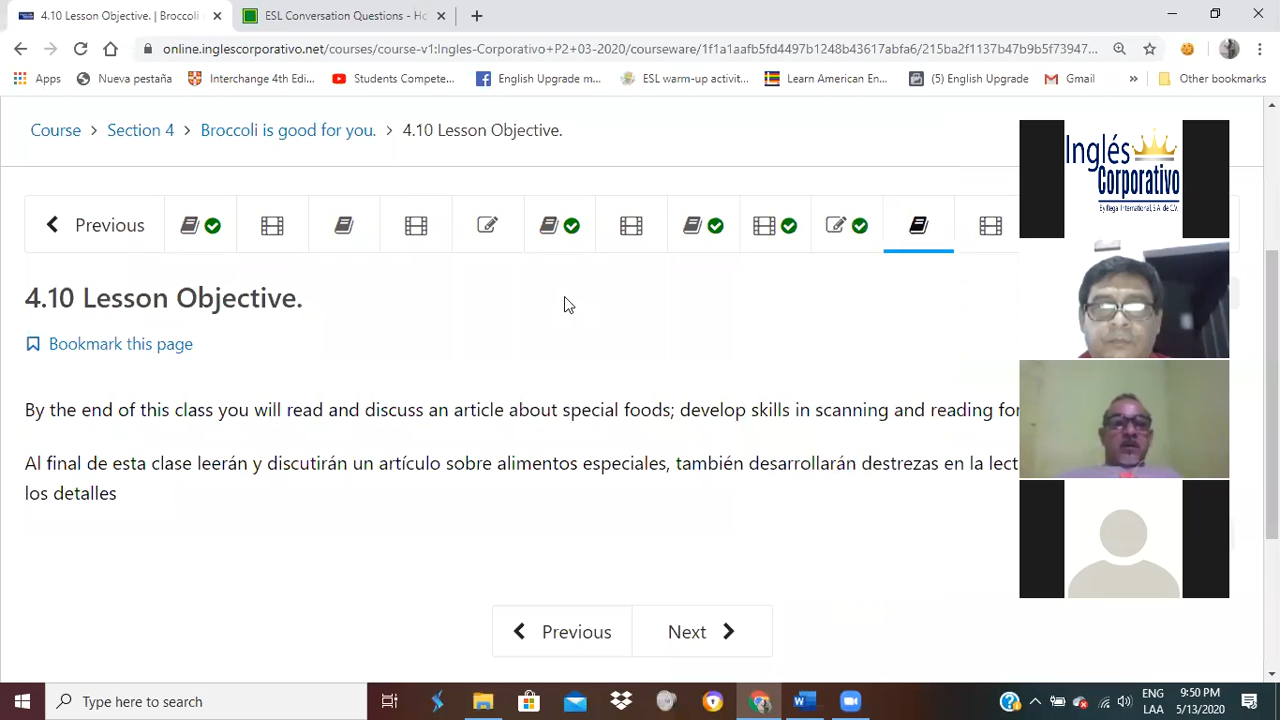 4.10 Lesson Objective. | Broccoli
ESL Conversation Questions - Ho
online.inglescorporativo.net/courses/course-v1:Ingles-Corporativo+P2+03-2020/courseware/1f1a1aafb5fd4497b1248b43617abfa6/215ba2f1137b47b9b5f73947...
Apps
Nueva pestaña
Interchange 4th Edi...
Students Compete...
English Upgrade m...
ESL warm-up activit...
Learn American En...
(5) English Upgrade
Gmail
»
Other bookmarks
Course > Section 4 > Broccoli is good for you. > 4.10 Lesson Objective.
Inglés
Corporativo
By Ilega International, S.A. de C.V.
Previous
4.10 Lesson Objective.
Bookmark this page
By the end of this class you will read and discuss an article about special foods; develop skills in scanning and reading for
Al final de esta clase leerán y discutirán un artículo sobre alimentos especiales, también desarrollarán destrezas en la lect
los detalles
Previous
Next
Type here to search
ENG
LAA
9:50 PM
5/13/2020